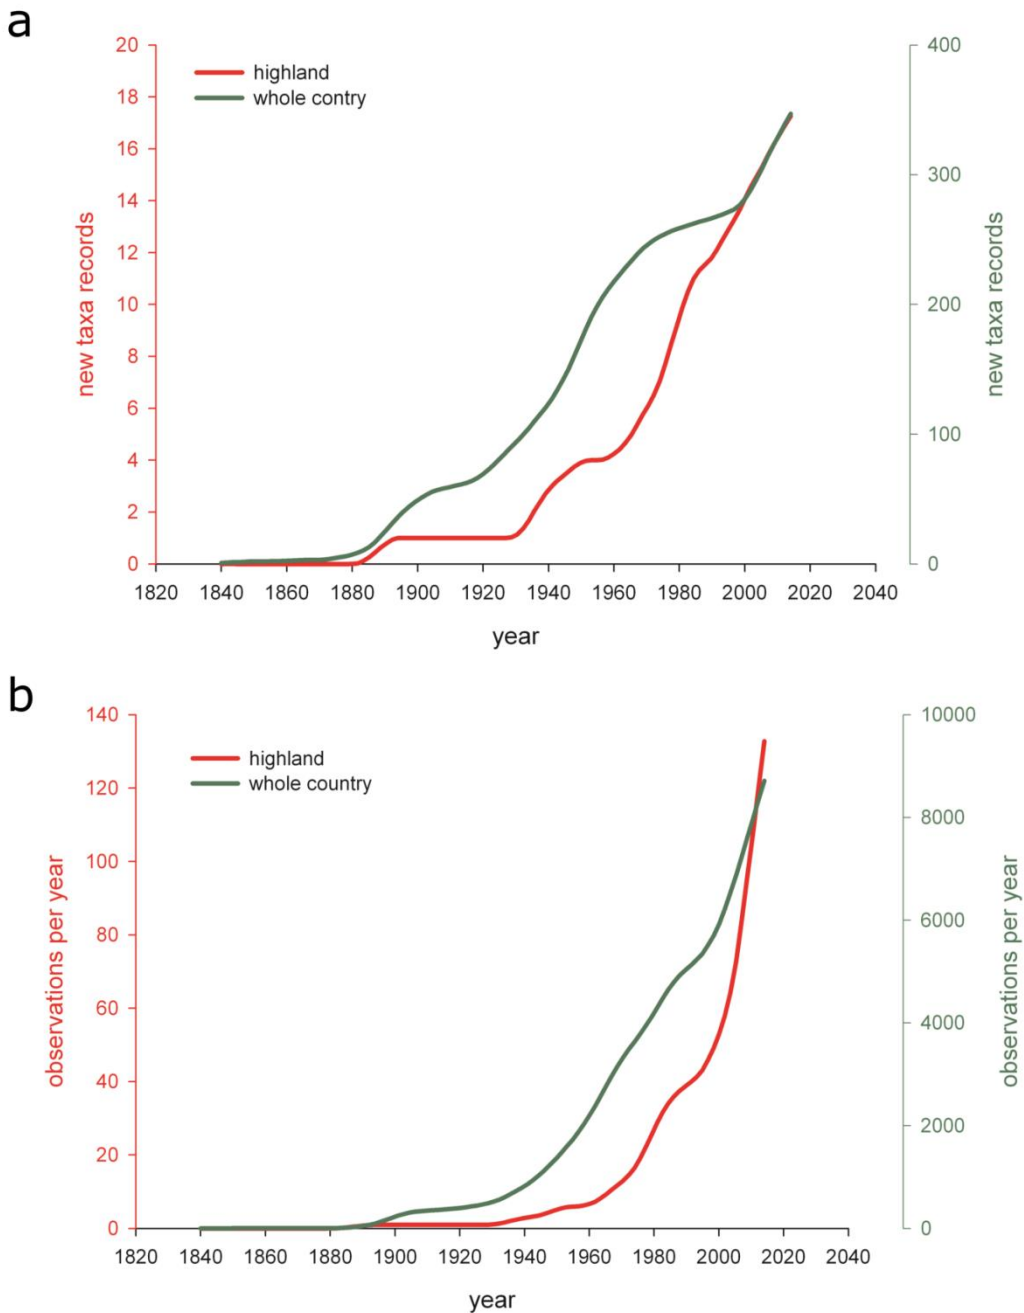 a
20
18
16
14
12
10
8
6
4
2
0
new taxa records
highland
whole contry
400
300
200
100
0
new taxa records
1820 1840 1860 1880 1900 1920 1940 1960 1980 2000 2020 2040
year
b
140
120
100
80
60
40
20
0
observations per year
highland
whole country
10000
8000
6000
4000
2000
0
observations per year
1820 1840 1860 1880 1900 1920 1940 1960 1980 2000 2020 2040
year